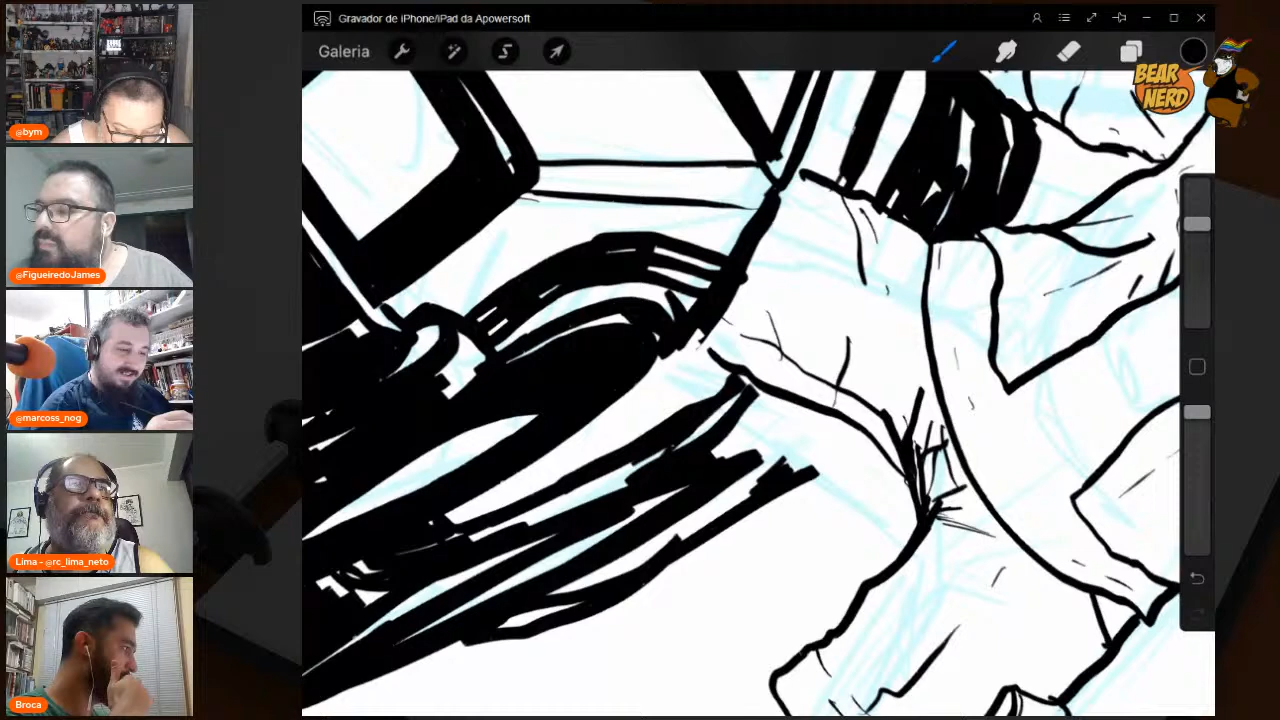 Gravador de iPhone/iPad da Apowersoft
Galeria
BEAR
NERD
@bym
@FigueiredoJames
@marcoss_nog
Lima - @rc_lima_neto
Broca